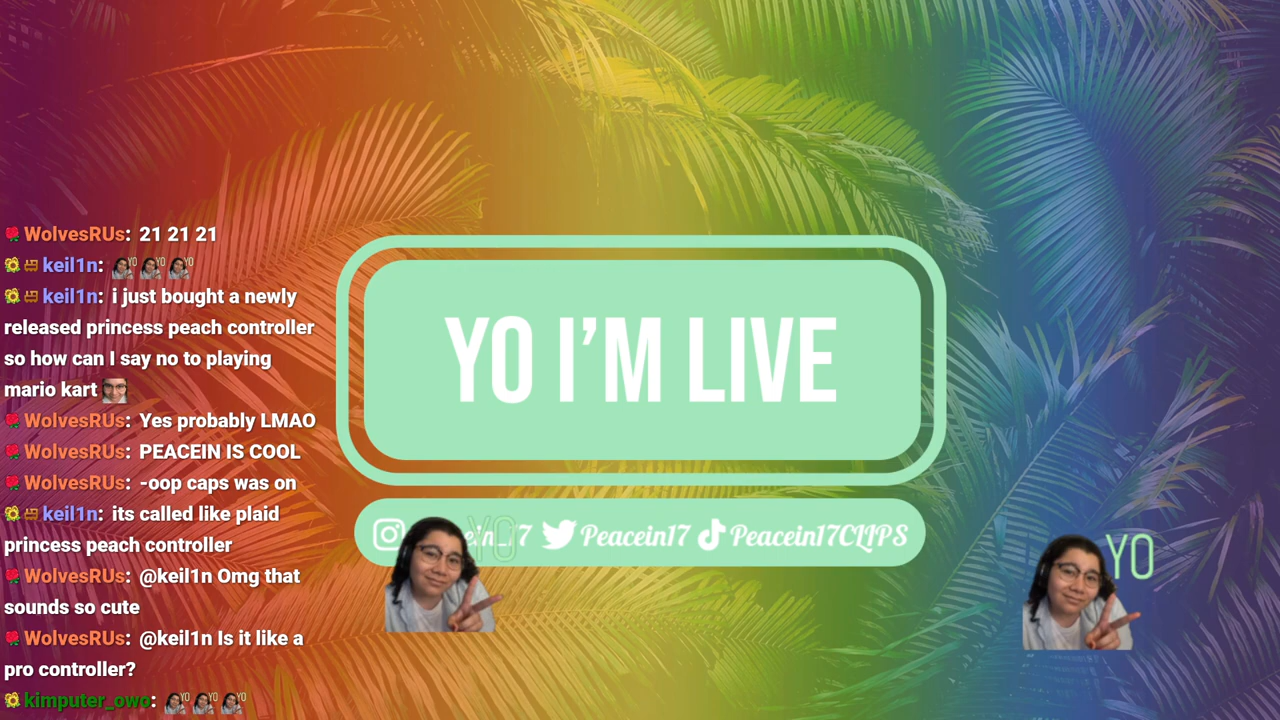 WolvesRUs: 21 21 21
keil1n:
keil1n: i just bought a newly
released princess peach controller
so how can I say no to playing
mario kart
WolvesRUs: Yes probably LMAO
WolvesRUs: PEACEIN IS COOL
WolvesRUs: -oop caps was on
keil1n: its called like plaid
princess peach controller
WolvesRUs: @keil1n Omg that
sounds so cute
WolvesRUs: @keil1n Is it like a
pro controller?
kimputer_owo:
YO I'M LIVE
Peacein17 Peacein17CLIPS
YO
YO